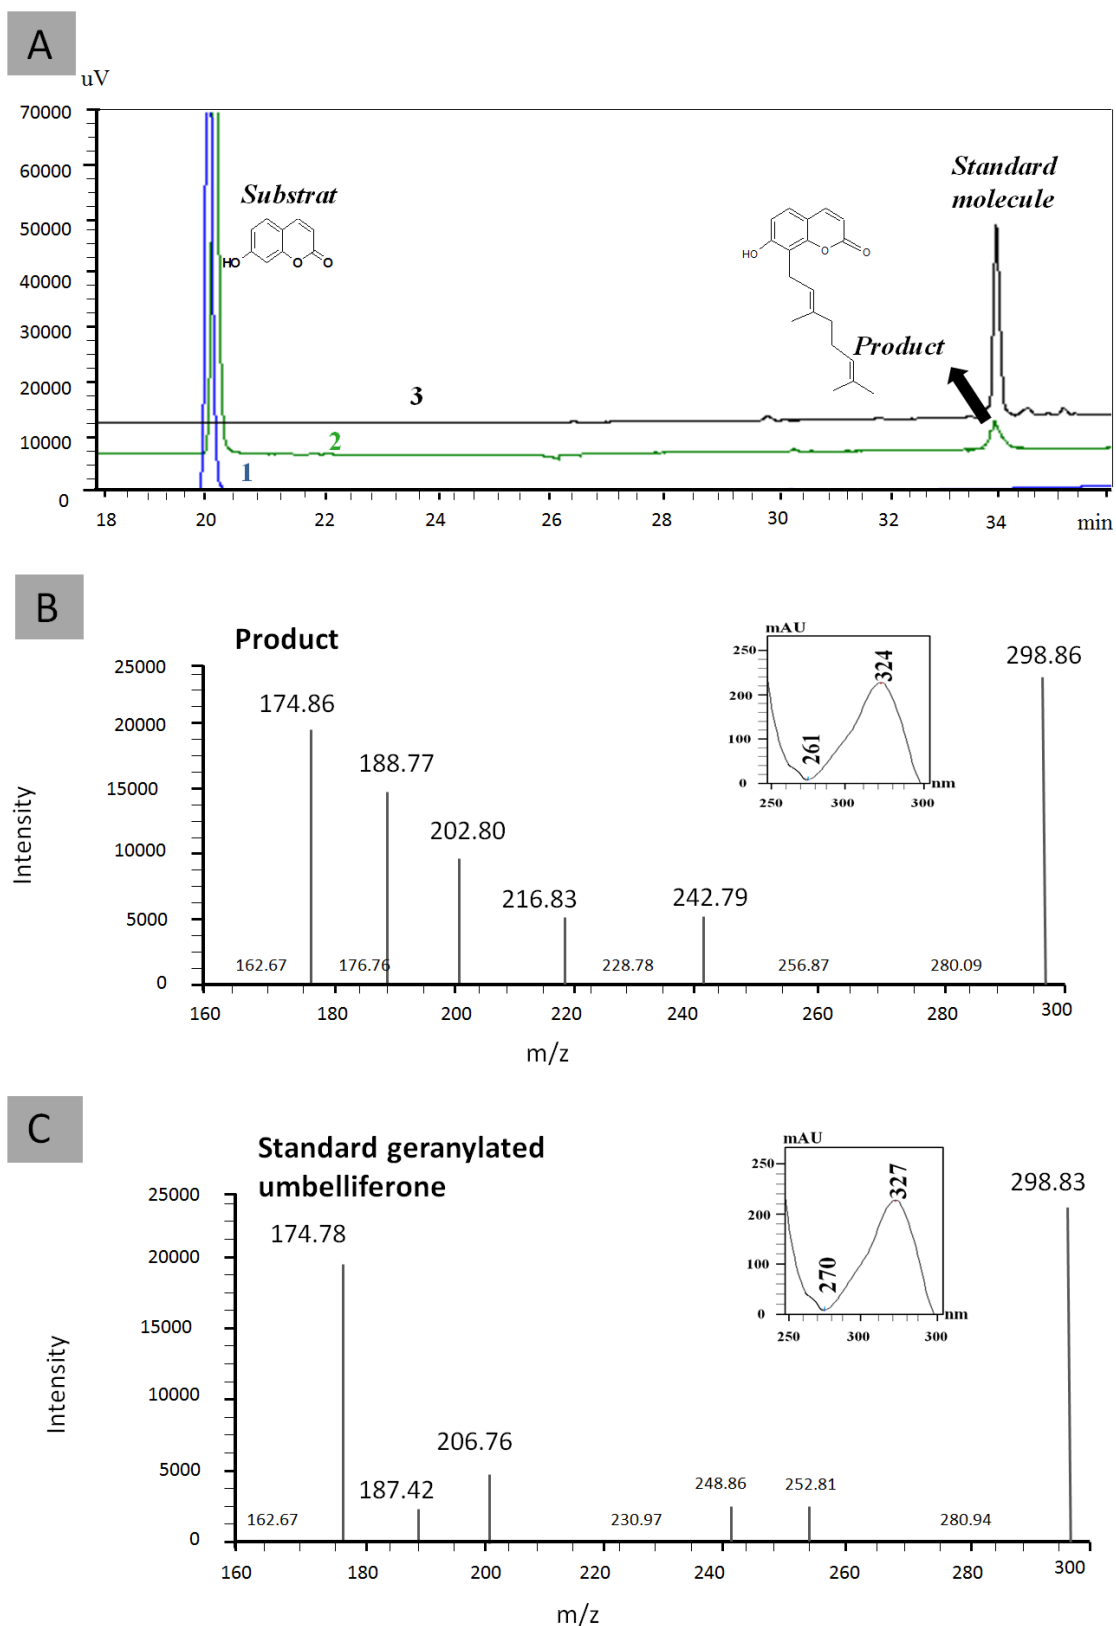 A
uV
70000
60000
50000
40000
30000
20000
10000
0
Substrat
HO
O
O
HO
O
O
Standard
molecule
Product
3
2
1
18 20 22 24 26 28 30 32 34 min
B
Product
25000
20000
15000
10000
5000
0
Intensity
174.86
188.77
202.80
216.83
242.79
298.86
162.67 176.76 228.78 256.87 280.09
160 180 200 220 240 260 280 300
m/z
mAU
250
200
100
0
261
324
250 300 300 nm
C
Standard geranylated
umbelliferone
25000
20000
15000
10000
5000
0
Intensity
174.78
187.42
206.76
248.86 252.81
298.83
162.67 230.97 280.94
160 180 200 220 240 260 280 300
m/z
mAU
250
200
100
0
270
327
250 300 300 nm